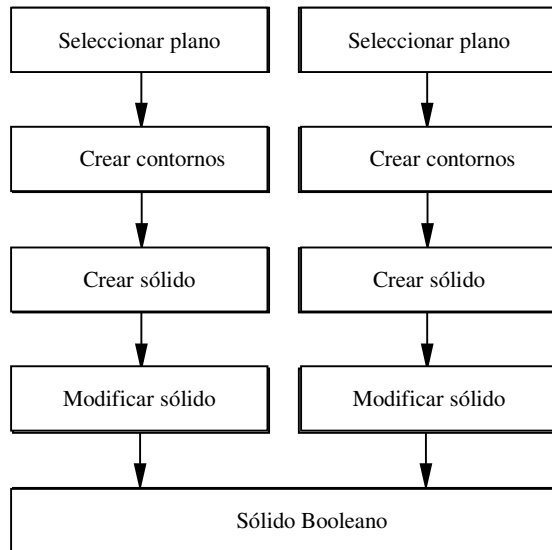 Seleccionar plano
Seleccionar plano
Crear contornos
Crear contornos
Crear sólido
Crear sólido
Modificar sólido
Modificar sólido
Sólido Booleano